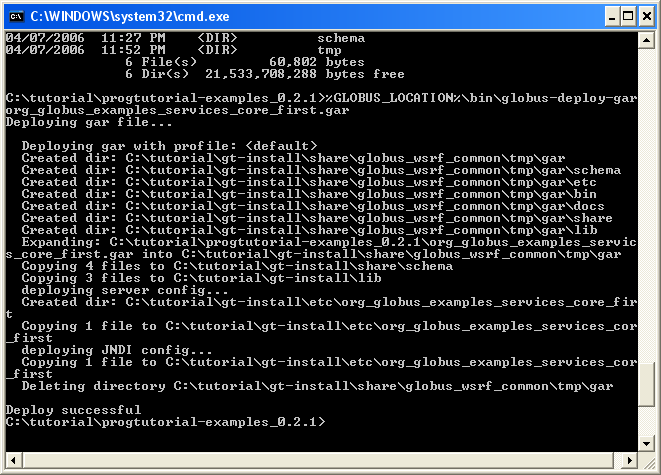 C:\WINDOWS\system32\cmd.exe
04/07/2006  11:27 PM    <DIR>          schema
04/07/2006  11:52 PM    <DIR>          tmp
               6 File(s)         60,802 bytes
               6 Dir(s)  21,533,708,288 bytes free
C:\tutorial\progtutorial-examples_0.2.1>%GLOBUS_LOCATION%\bin\globus-deploy-gar
org_globus_examples_services_core_first.gar
Deploying gar file...
  Deploying gar with profile: <default>
  Created dir: C:\tutorial\gt-install\share\globus_wsrf_common\tmp\gar
  Created dir: C:\tutorial\gt-install\share\globus_wsrf_common\tmp\gar\schema
  Created dir: C:\tutorial\gt-install\share\globus_wsrf_common\tmp\gar\etc
  Created dir: C:\tutorial\gt-install\share\globus_wsrf_common\tmp\gar\bin
  Created dir: C:\tutorial\gt-install\share\globus_wsrf_common\tmp\gar\docs
  Created dir: C:\tutorial\gt-install\share\globus_wsrf_common\tmp\gar\share
  Created dir: C:\tutorial\gt-install\share\globus_wsrf_common\tmp\gar\lib
  Expanding: C:\tutorial\progtutorial-examples_0.2.1\org_globus_examples_servic
s_core_first.gar into C:\tutorial\gt-install\share\globus_wsrf_common\tmp\gar
  Copying 4 files to C:\tutorial\gt-install\share\schema
  Copying 3 files to C:\tutorial\gt-install\lib
  deploying server config...
  Created dir: C:\tutorial\gt-install\etc\org_globus_examples_services_core_fir
t
  Copying 1 file to C:\tutorial\gt-install\etc\org_globus_examples_services_cor
_first
  deploying JNDI config...
  Copying 1 file to C:\tutorial\gt-install\etc\org_globus_examples_services_cor
_first
  Deleting directory C:\tutorial\gt-install\share\globus_wsrf_common\tmp\gar
Deploy successful
C:\tutorial\progtutorial-examples_0.2.1>